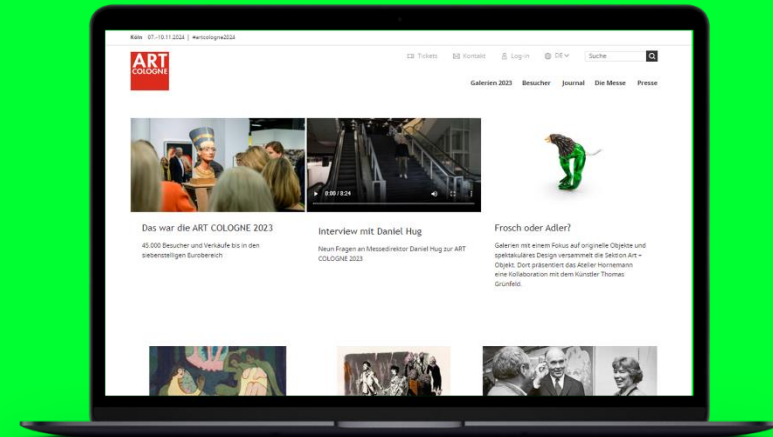 Köln 07.-10.11.2024 | #artcologne2024
ART
COLOGNE
Tickets Kontakt Log-in DE Suche
Galerien 2023 Besucher Journal Die Messe Presse
0:00 / 8:24
Das war die ART COLOGNE 2023
45.000 Besucher und Verkäufe bis in den
siebenstelligen Eurobereich
Interview mit Daniel Hug
Neun Fragen an Messedirektor Daniel Hug zur ART
COLOGNE 2023
Frosch oder Adler?
Galerien mit einem Fokus auf originelle Objekte und
spektakuläres Design versammelt die Sektion Art +
Objekt. Dort präsentiert das Atelier Hornemann
eine Kollaboration mit dem Künstler Thomas
Grünfeld.